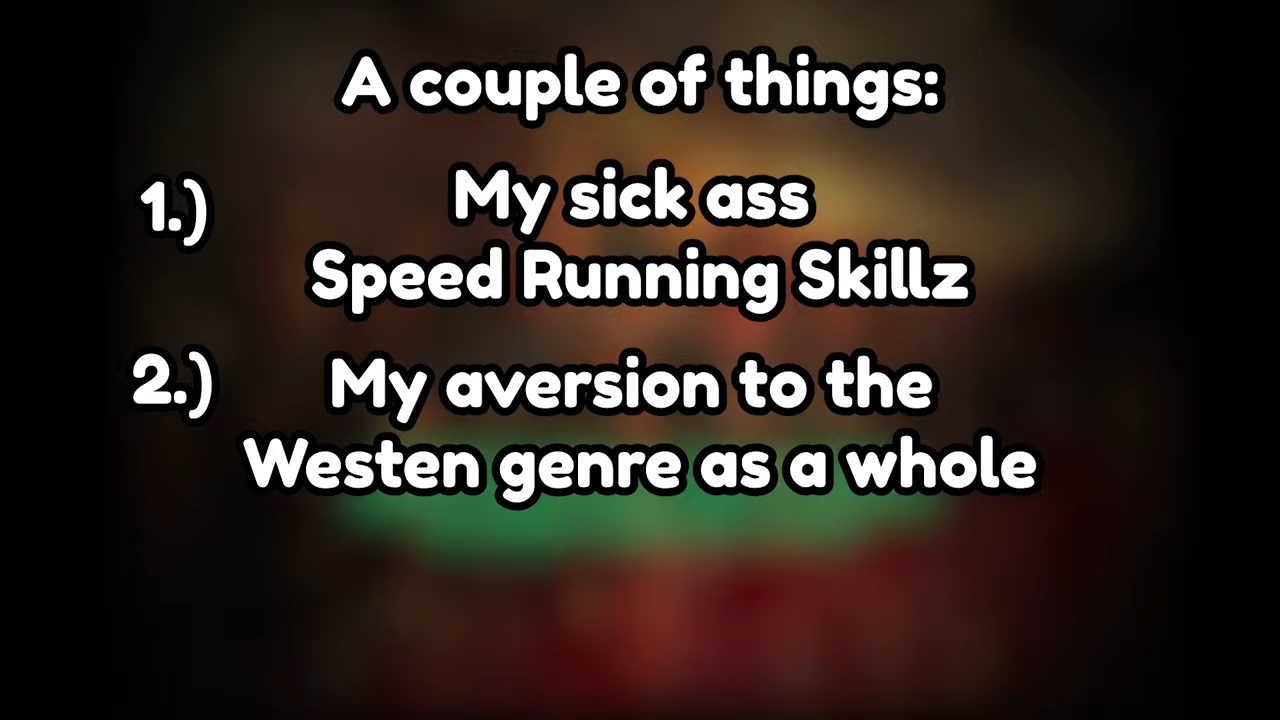 A couple of things:
1.) My sick ass
Speed Running Skillz
2.) My aversion to the
Westen genre as a whole